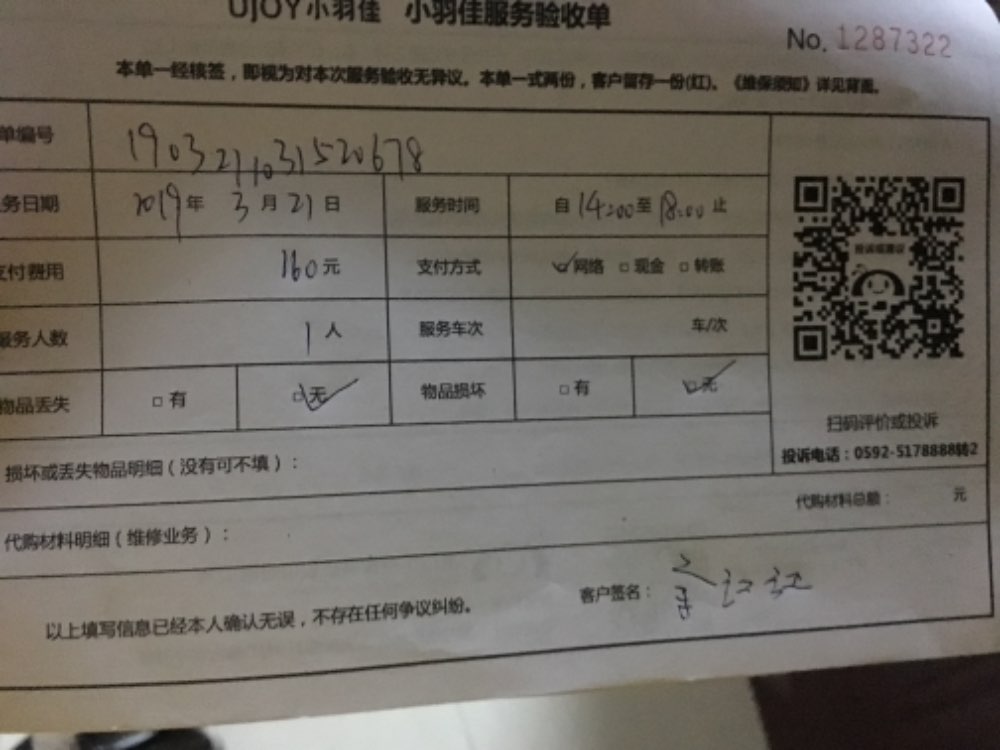 UJOY小羽佳 小羽佳服务验收单
No. 1287322
本单一经核签，即视为对本次服务验收无异议。本单一式两份，客户留存一份(红)。《维保须知》详见背面。
单编号 190321031520678
务日期 2019年 3月21日 服务时间 自14:00至18:00止
支付费用 160元 支付方式 网络 □现金 □转账
服务人数 1人 服务车次 车/次
物品丢失 □有 □无 物品损坏 □有 □无
投诉或建议
扫码评价或投诉
投诉电话：0592-5178888转2
损坏或丢失物品明细（没有可不填）：
代购材料明细（维修业务）： 代购材料总额： 元
以上填写信息已经本人确认无误，不存在任何争议纠纷。 客户签名：